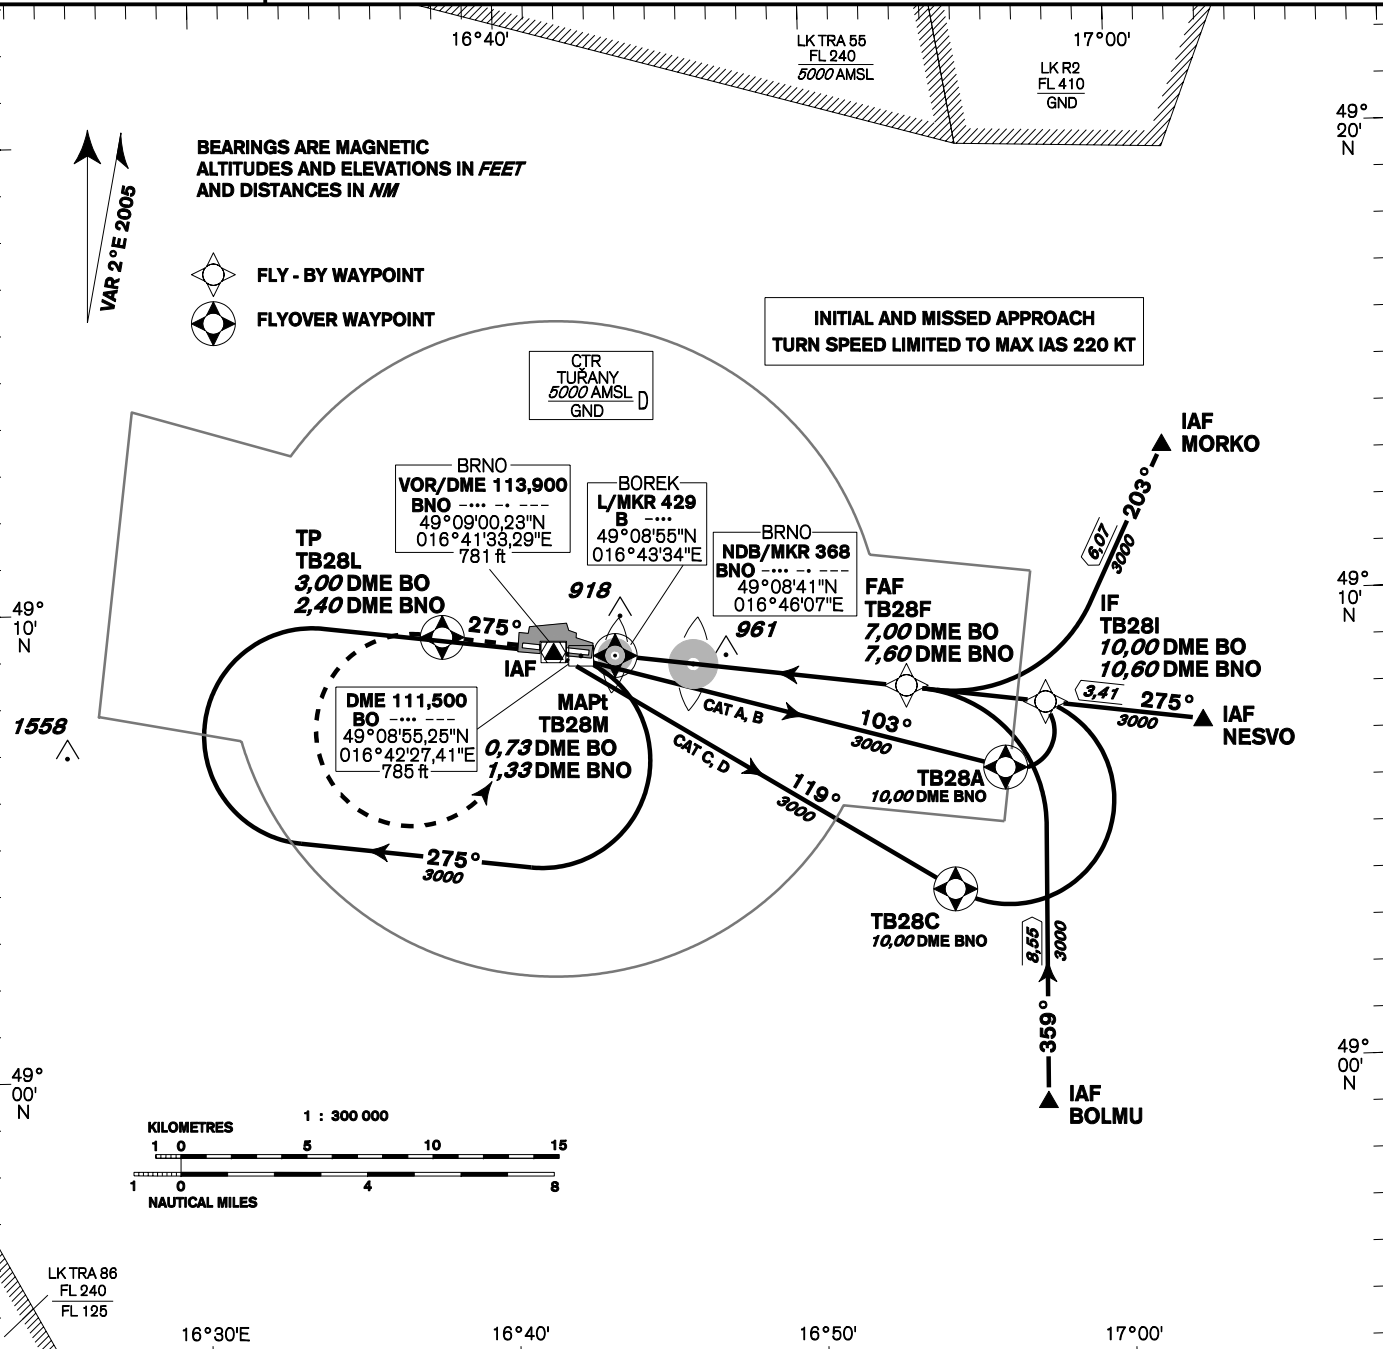 16°40'
17°00'
LK TRA 55
FL 240
5000 AMSL
LK R2
FL 410
GND
49°
20'
N
BEARINGS ARE MAGNETIC
ALTITUDES AND ELEVATIONS IN FEET
AND DISTANCES IN NM
VAR 2°E 2005
FLY - BY WAYPOINT
FLYOVER WAYPOINT
INITIAL AND MISSED APPROACH
TURN SPEED LIMITED TO MAX IAS 220 KT
CTR
TUŘANY
5000 AMSL
GND
D
IAF
MORKO
203°
6,07
3000
BRNO
VOR/DME 113,900
BNO -··· -· ---
49°09'00,23"N
016°41'33,29"E
781 ft
BOREK
L/MKR 429
B -···
49°08'55"N
016°43'34"E
BRNO
NDB/MKR 368
BNO -··· -· ---
49°08'41"N
016°46'07"E
TP
TB28L
3,00 DME BO
2,40 DME BNO
918
961
FAF
TB28F
7,00 DME BO
7,60 DME BNO
IF
TB28I
10,00 DME BO
10,60 DME BNO
49°
10'
N
49°
10'
N
275°
IAF
3,41
275°
3000
IAF
NESVO
DME 111,500
BO -··· ---
49°08'55,25"N
016°42'27,41"E
785 ft
MAPt
TB28M
0,73 DME BO
1,33 DME BNO
CAT A, B
103°
3000
CAT C, D
119°
3000
1558
TB28A
10,00 DME BNO
275°
3000
TB28C
10,00 DME BNO
8,55
3000
359°
49°
00'
N
49°
00'
N
IAF
BOLMU
1 : 300 000
KILOMETRES
1 0 5 10 15
1 0 4 8
NAUTICAL MILES
LK TRA 86
FL 240
FL 125
16°30'E
16°40'
16°50'
17°00'